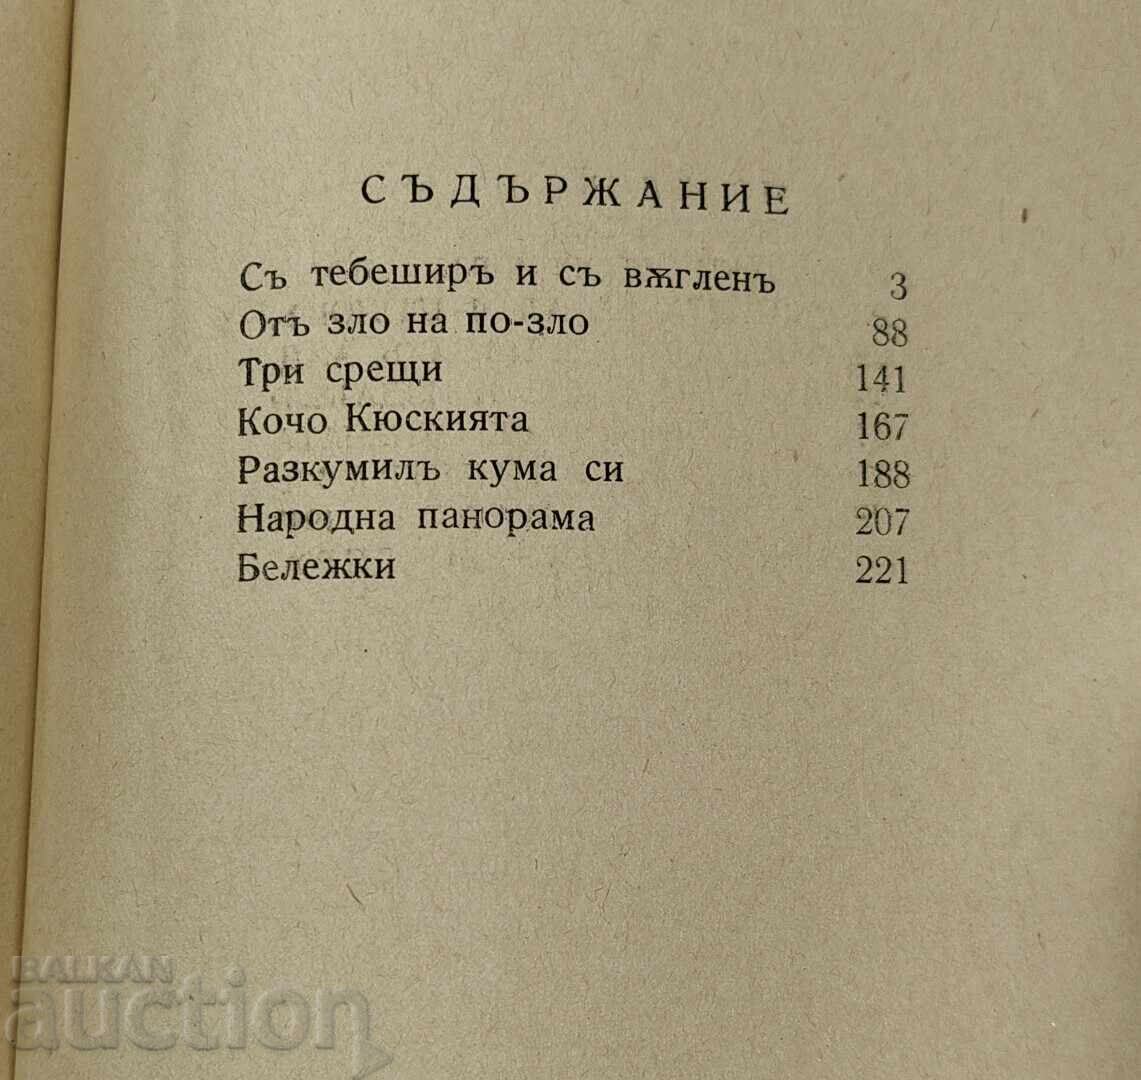 СЪДЪРЖАНИЕ
Съ тебеширъ и съ вѫгленъ 3
Отъ зло на по-зло 88
Три срещи 141
Кочо Кюскията 167
Разкумилъ кума си 188
Народна панорама 207
Бележки 221
BALKAN
auction